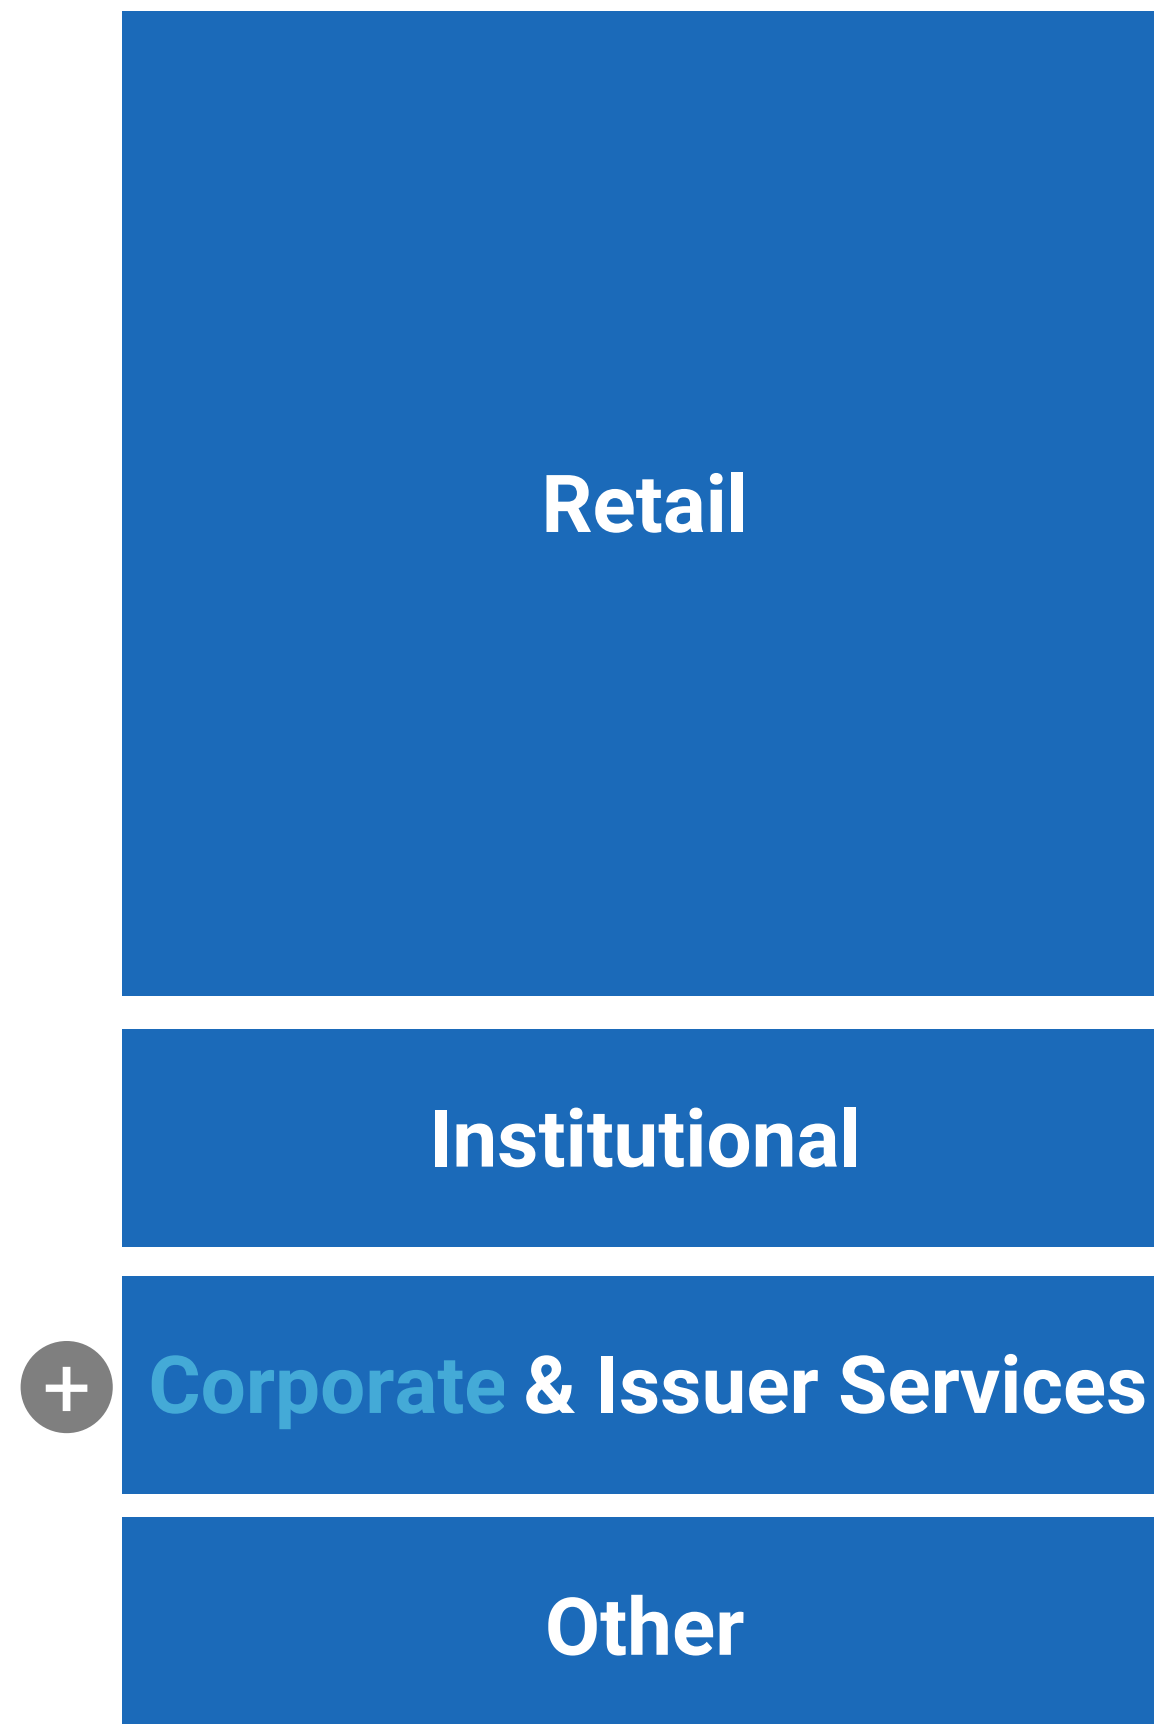 Retail
Institutional
+ Corporate & Issuer Services
Other